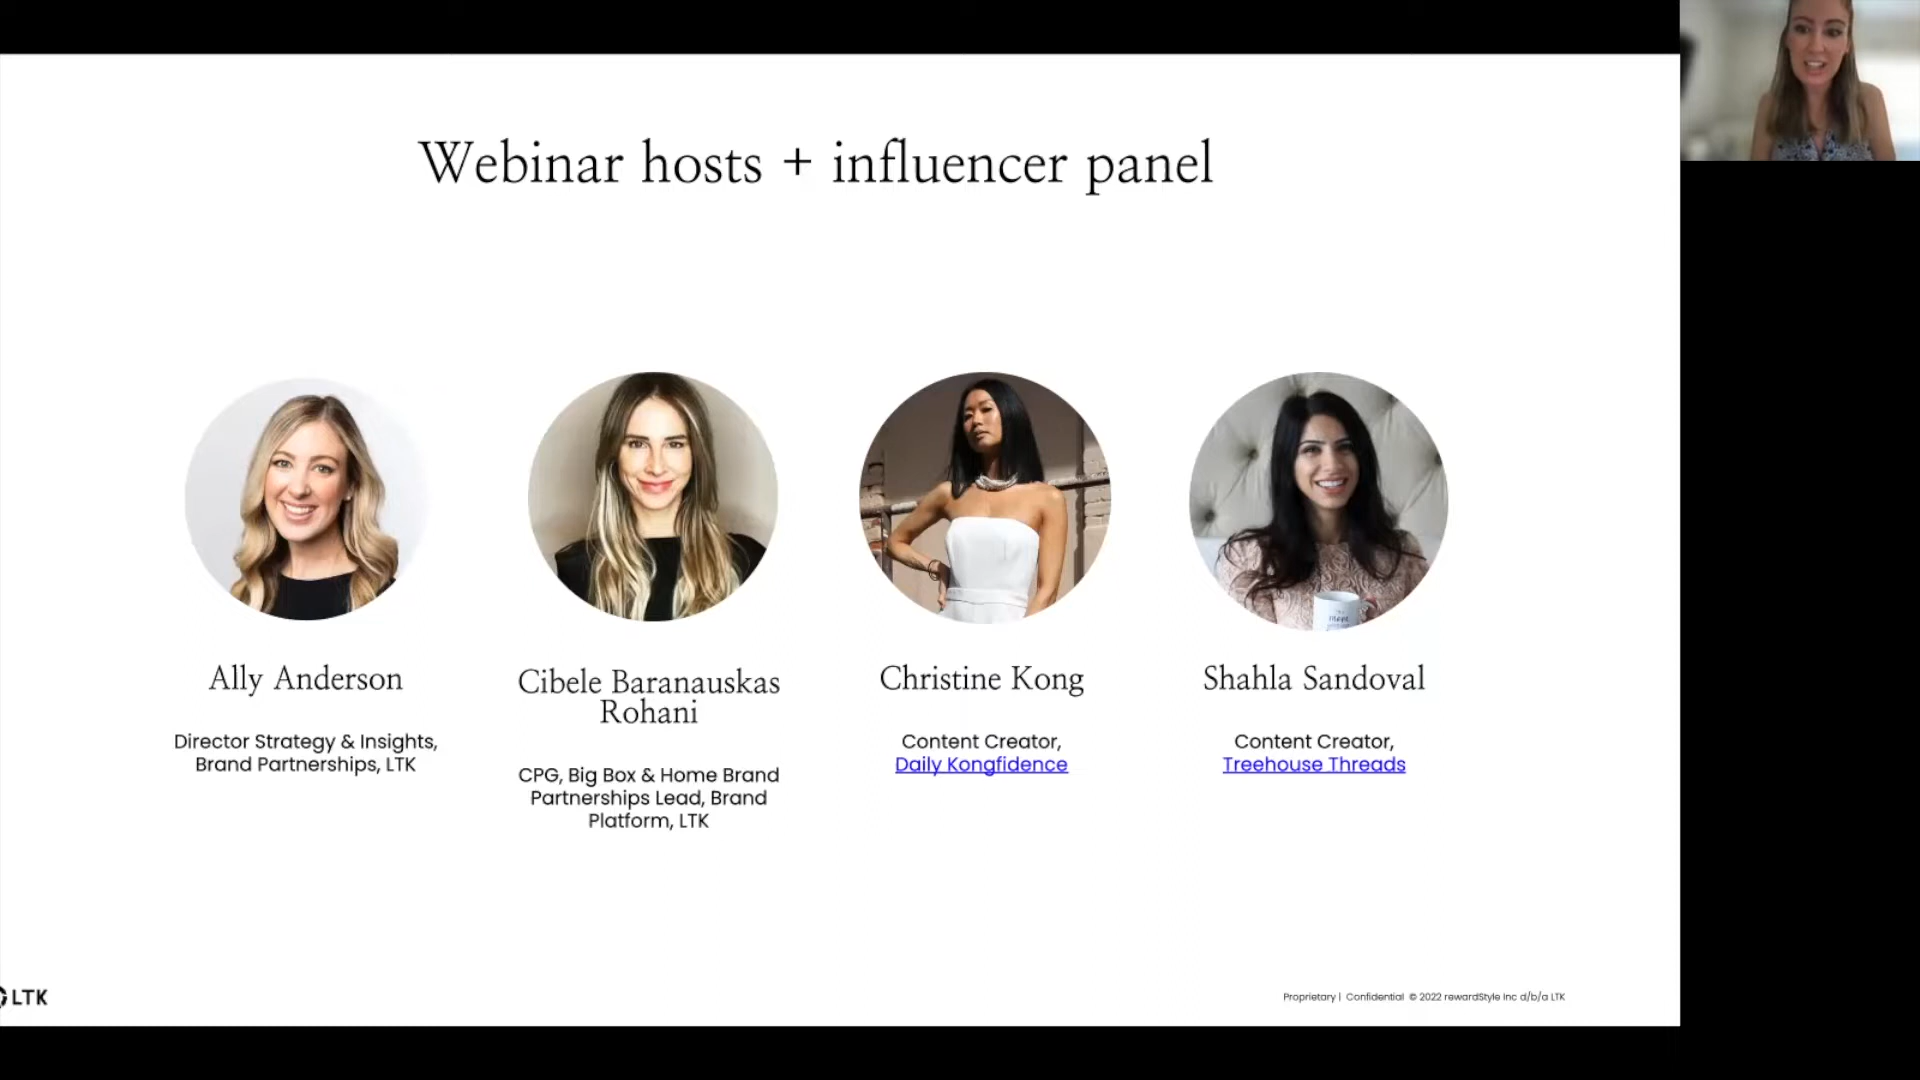 Webinar hosts + influencer panel
Ally Anderson
Director Strategy & Insights,
Brand Partnerships, LTK
Cibele Baranauskas
Rohani
CPG, Big Box & Home Brand
Partnerships Lead, Brand
Platform, LTK
Christine Kong
Content Creator,
Daily Kongfidence
Shahla Sandoval
Content Creator,
Treehouse Threads
LTK
Proprietary | Confidential © 2022 rewardStyle Inc d/b/a LTK